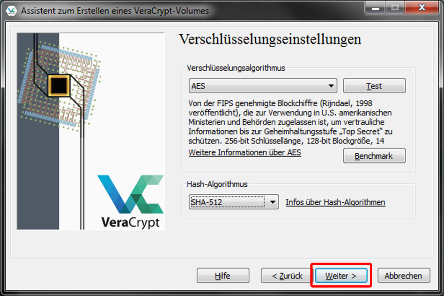 Assistent zum Erstellen eines VeraCrypt-Volumes
Verschlüsselungseinstellungen
Verschlüsselungsalgorithmus
AES
Test
Von der FIPS genehmigte Blockchiffre (Rijndael, 1998
veröffentlicht), die zur Verwendung in U.S. amerikanischen
Ministerien und Behörden zugelassen ist, um vertrauliche
Informationen bis zur Geheimhaltungsstufe „Top Secret“ zu
schützen. 256-bit Schlüssellänge, 128-bit Blockgröße, 14
Weitere Informationen über AES
Benchmark
Hash-Algorithmus
SHA-512
Infos über Hash-Algorithmen
VeraCrypt
Hilfe
< Zurück
Weiter >
Abbrechen